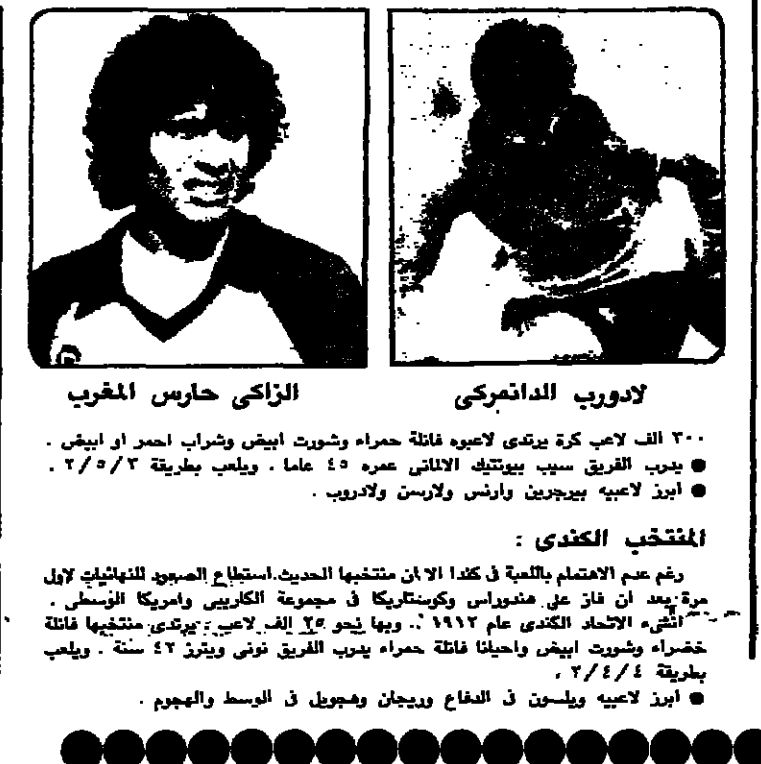 الزاكى حارس المغرب
لادورب الدانمركى
٣٠٠ الف لاعب كرة يرتدى لاعبوه فانلة حمراء وشورت ابيض وشراب احمر او ابيض .
● يدرب الفريق سيب بيونتيك الالمانى عمره ٤٥ عاما . ويلعب بطريقة ٣/٥/٢ .
● ابرز لاعبيه بيرجرين وارنس ولارسن ولادروب .
المنتخب الكندى :
رغم عدم الاهتمام باللعبة فى كندا الا ان منتخبها الحديث استطاع الصعود للنهائيات لاول
مرة بعد ان فاز على هندوراس وكوستاريكا فى مجموعة الكاريبى وامريكا الوسطى .
انشىء الاتحاد الكندى عام ١٩١٢ .. وبها نحو ٢٥ الف لاعب . يرتدى منتخبها فانلة
خضراء وشورت ابيض واحيانا فانلة حمراء يدرب الفريق تونى ويترز ٤٢ سنة . ويلعب
بطريقة ٤/٤/٢ .
● ابرز لاعبيه ويلسون فى الدفاع وريجان وهجويل فى الوسط والهجوم .